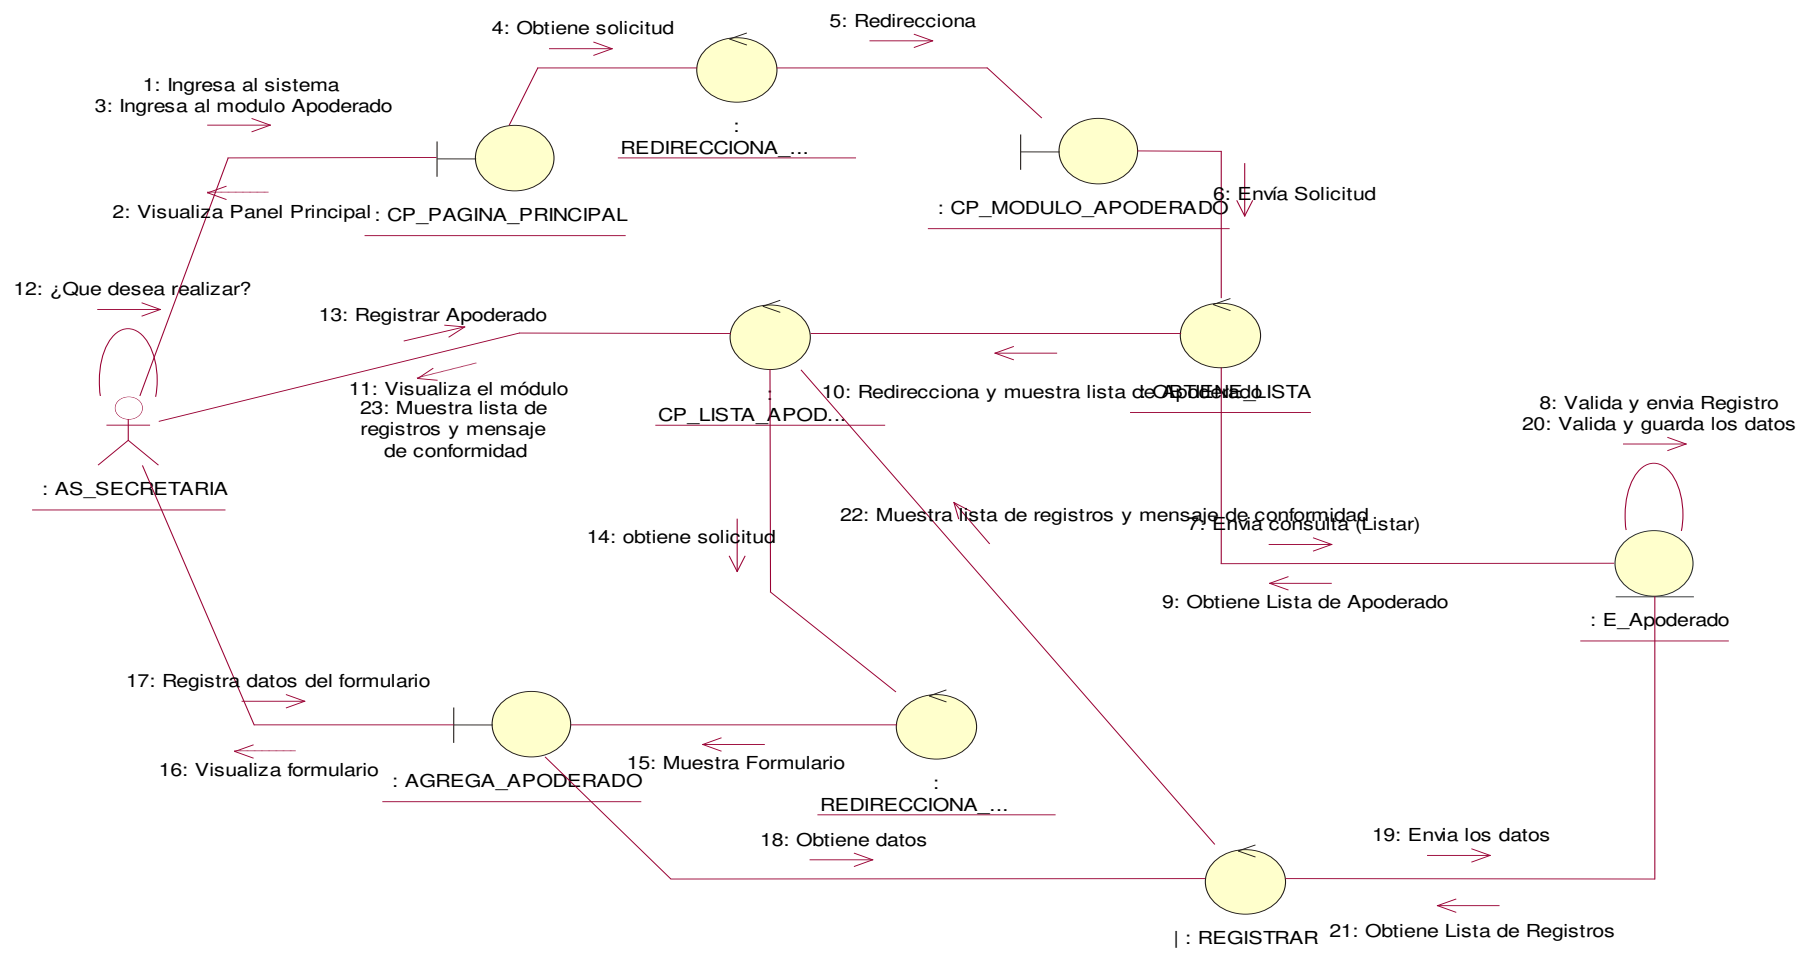 4: Obtiene solicitud
5: Redirecciona
1: Ingresa al sistema
3: Ingresa al modulo Apoderado
:
REDIRECCIONA_...
2: Visualiza Panel Principal
: CP_PAGINA_PRINCIPAL
: CP_MODULO_APODERADO
6: Envía Solicitud
12: ¿Que desea realizar?
13: Registrar Apoderado
11: Visualiza el módulo
23: Muestra lista de
registros y mensaje
de conformidad
:
CP_LISTA_APOD...
10: Redirecciona y muestra lista de Apoderado
: OBTIENE_LISTA
8: Valida y envia Registro
20: Valida y guarda los datos
: AS_SECRETARIA
14: obtiene solicitud
22: Muestra lista de registros y mensaje de conformidad
7: Envia consulta (Listar)
9: Obtiene Lista de Apoderado
: E_Apoderado
17: Registra datos del formulario
16: Visualiza formulario
: AGREGA_APODERADO
15: Muestra Formulario
:
REDIRECCIONA_...
18: Obtiene datos
19: Envia los datos
| : REGISTRAR
21: Obtiene Lista de Registros